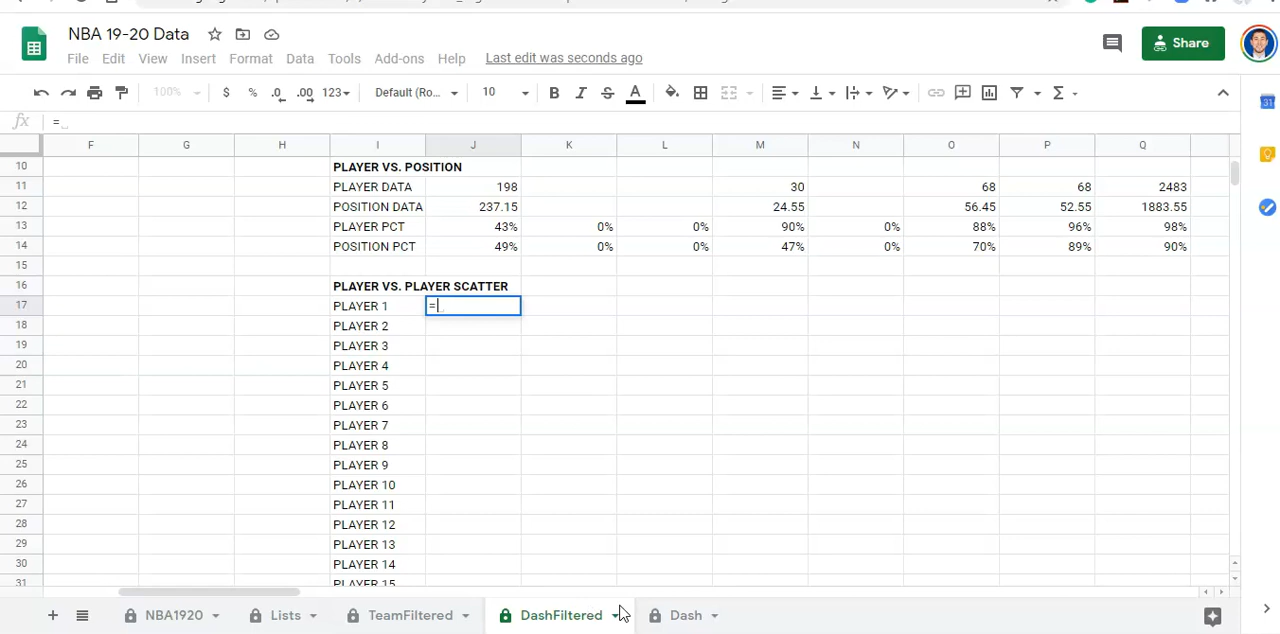 NBA 19-20 Data
Share
File Edit View Insert Format Data Tools Add-ons Help Last edit was seconds ago
100% $ % .0 .00 123 Default (Ro... 10 B I S A Σ
fx =
F G H I J K L M N O P Q
10 PLAYER VS. POSITION
11 PLAYER DATA 198 30 68 68 2483
12 POSITION DATA 237.15 24.55 56.45 52.55 1883.55
13 PLAYER PCT 43% 0% 0% 90% 0% 88% 96% 98%
14 POSITION PCT 49% 0% 0% 47% 0% 70% 89% 90%
15
16 PLAYER VS. PLAYER SCATTER
17 PLAYER 1 =
18 PLAYER 2
19 PLAYER 3
20 PLAYER 4
21 PLAYER 5
22 PLAYER 6
23 PLAYER 7
24 PLAYER 8
25 PLAYER 9
26 PLAYER 10
27 PLAYER 11
28 PLAYER 12
29 PLAYER 13
30 PLAYER 14
31 PLAYER 15
+ NBA1920 Lists TeamFiltered DashFiltered Dash
31